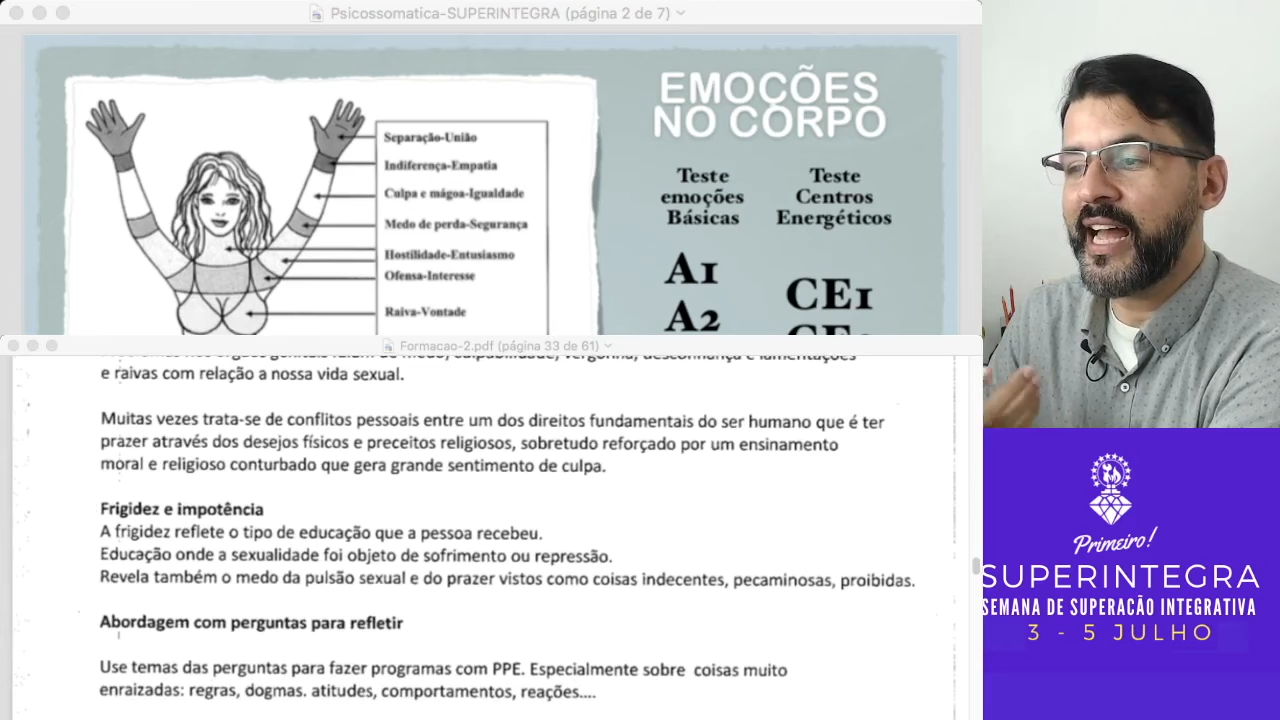 Psicossomatica-SUPERINTEGRA (página 2 de 7)
EMOÇÕES
NO CORPO
Separação-União
Indiferença-Empatia
Culpa e mágoa-Igualdade
Medo de perda-Segurança
Hostilidade-Entusiasmo
Ofensa-Interesse
Raiva-Vontade
Teste
emoções
Básicas
A1
A2
Teste
Centros
Energéticos
CE1
Formacao-2.pdf (página 33 de 61)
e raivas com relação a nossa vida sexual.
Muitas vezes trata-se de conflitos pessoais entre um dos direitos fundamentais do ser humano que é ter
prazer através dos desejos físicos e preceitos religiosos, sobretudo reforçado por um ensinamento
moral e religioso conturbado que gera grande sentimento de culpa.
Frigidez e impotência
A frigidez reflete o tipo de educação que a pessoa recebeu.
Educação onde a sexualidade foi objeto de sofrimento ou repressão.
Revela também o medo da pulsão sexual e do prazer vistos como coisas indecentes, pecaminosas, proibidas.
Abordagem com perguntas para refletir
Use temas das perguntas para fazer programas com PPE. Especialmente sobre coisas muito
enraizadas: regras, dogmas. atitudes, comportamentos, reações....
Primeiro!
SUPERINTEGRA
SEMANA DE SUPERACÃO INTEGRATIVA
3 - 5 JULHO